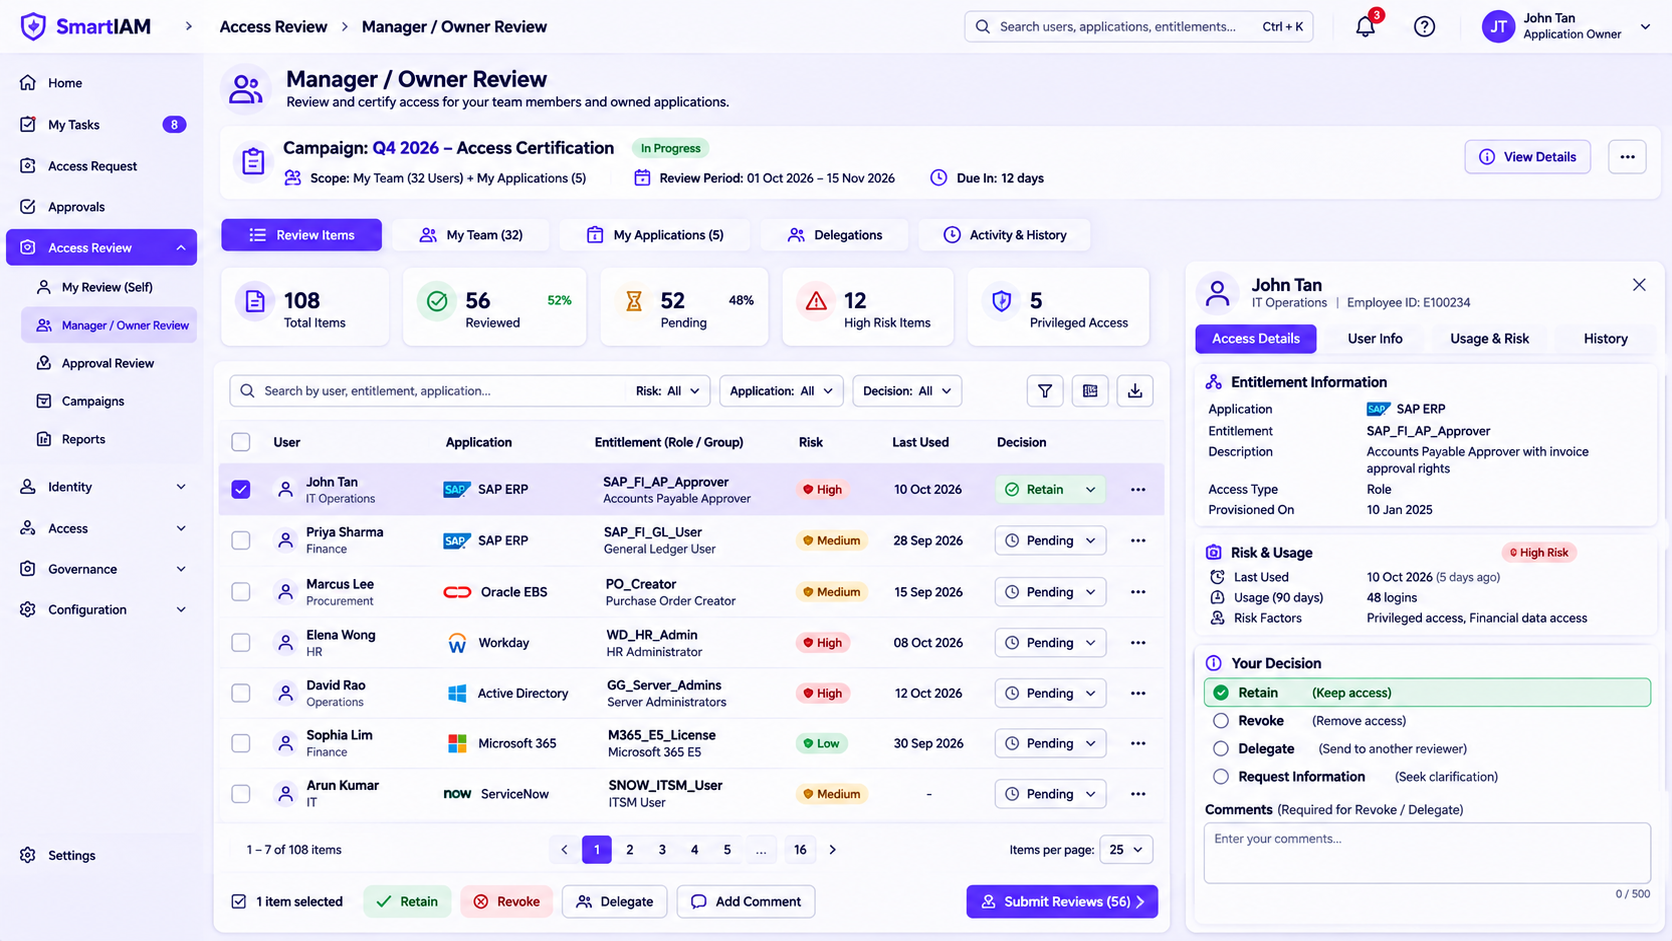 SmartIAM
Access Review > Manager / Owner Review
Search users, applications, entitlements... Ctrl + K
3
JT
John Tan
Application Owner
Home
My Tasks 8
Access Request
Approvals
Access Review
My Review (Self)
Manager / Owner Review
Approval Review
Campaigns
Reports
Identity
Access
Governance
Configuration
Settings
Manager / Owner Review
Review and certify access for your team members and owned applications.
Campaign: Q4 2026 – Access Certification In Progress
Scope: My Team (32 Users) + My Applications (5) Review Period: 01 Oct 2026 – 15 Nov 2026 Due In: 12 days
View Details
Review Items My Team (32) My Applications (5) Delegations Activity & History
108
Total Items
56 52%
Reviewed
52 48%
Pending
12
High Risk Items
5
Privileged Access
Search by user, entitlement, application... Risk: All Application: All Decision: All
User Application Entitlement (Role / Group) Risk Last Used Decision
John Tan
IT Operations
SAP SAP ERP
SAP_FI_AP_Approver
Accounts Payable Approver
High 10 Oct 2026 Retain
Priya Sharma
Finance
SAP SAP ERP
SAP_FI_GL_User
General Ledger User
Medium 28 Sep 2026 Pending
Marcus Lee
Procurement
Oracle EBS
PO_Creator
Purchase Order Creator
Medium 15 Sep 2026 Pending
Elena Wong
HR
Workday
WD_HR_Admin
HR Administrator
High 08 Oct 2026 Pending
David Rao
Operations
Active Directory
GG_Server_Admins
Server Administrators
High 12 Oct 2026 Pending
Sophia Lim
Finance
Microsoft 365
M365_E5_License
Microsoft 365 E5
Low 30 Sep 2026 Pending
Arun Kumar
IT
now ServiceNow
SNOW_ITSM_User
ITSM User
Medium - Pending
1 – 7 of 108 items
1 2 3 4 5 ... 16
Items per page: 25
1 item selected Retain Revoke Delegate Add Comment Submit Reviews (56)
John Tan
IT Operations | Employee ID: E100234
Access Details User Info Usage & Risk History
Entitlement Information
Application SAP SAP ERP
Entitlement SAP_FI_AP_Approver
Description Accounts Payable Approver with invoice
approval rights
Access Type Role
Provisioned On 10 Jan 2025
Risk & Usage High Risk
Last Used 10 Oct 2026 (5 days ago)
Usage (90 days) 48 logins
Risk Factors Privileged access, Financial data access
Your Decision
Retain (Keep access)
Revoke (Remove access)
Delegate (Send to another reviewer)
Request Information (Seek clarification)
Comments (Required for Revoke / Delegate)
Enter your comments...
0 / 500